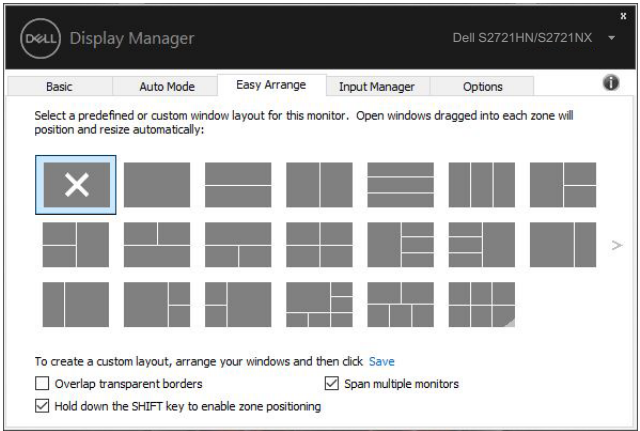 x
DELL Display Manager
Dell S2721HN/S2721NX
Basic Auto Mode Easy Arrange Input Manager Options
Select a predefined or custom window layout for this monitor. Open windows dragged into each zone will
position and resize automatically:
To create a custom layout, arrange your windows and then click Save
Overlap transparent borders
Span multiple monitors
Hold down the SHIFT key to enable zone positioning